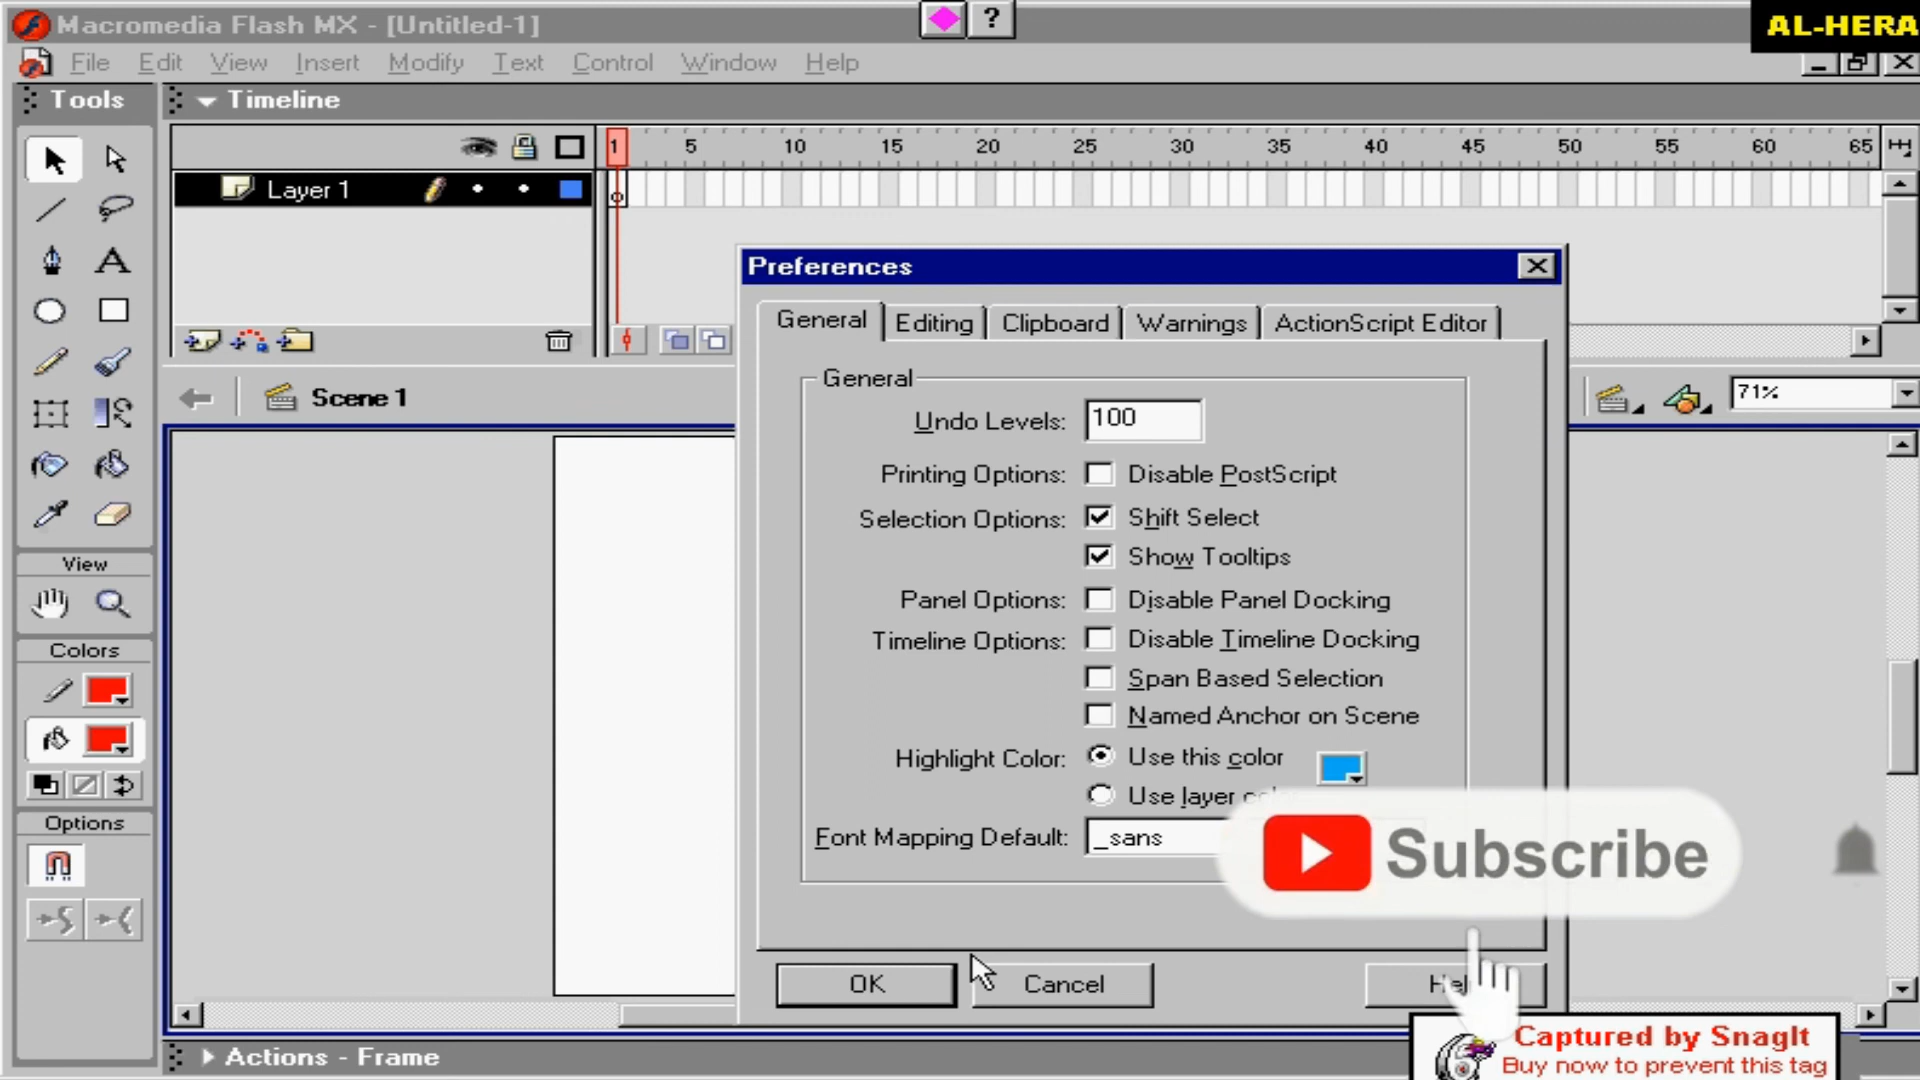 Macromedia Flash MX - [Untitled-1]
?
AL-HERA
File Edit View Insert Modify Text Control Window Help
Tools
Timeline
1 5 10 15 20 25 30 35 40 45 50 55 60 65
Layer 1
Preferences
General Editing Clipboard Warnings ActionScript Editor
Scene 1
71%
General
Undo Levels: 100
Printing Options: Disable PostScript
Selection Options: Shift Select
Show Tooltips
Panel Options: Disable Panel Docking
Timeline Options: Disable Timeline Docking
Span Based Selection
Named Anchor on Scene
Highlight Color: Use this color
Use layer
Font Mapping Default: _sans
View
Colors
Options
Subscribe
OK Cancel
Actions - Frame
Captured by SnagIt
Buy now to prevent this tag